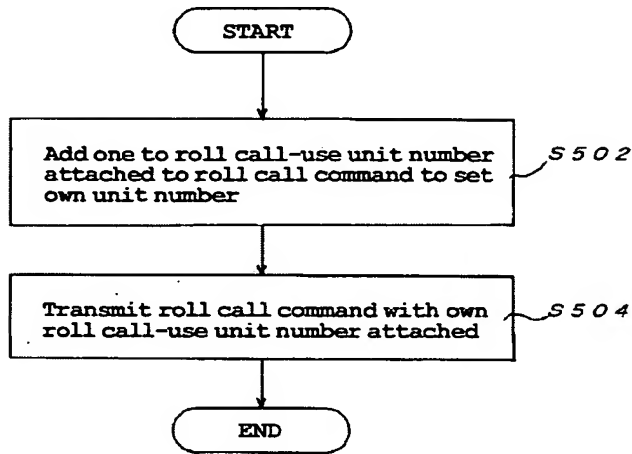 START
Add one to roll call-use unit number
attached to roll call command to set
own unit number
S502
Transmit roll call command with own
roll call-use unit number attached
S504
END